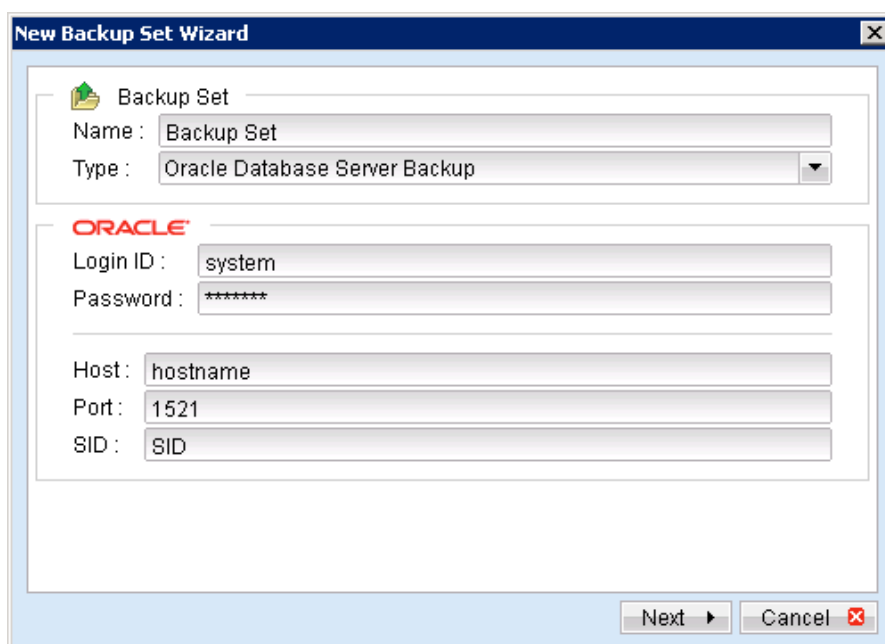 New Backup Set Wizard
Backup Set
Name : Backup Set
Type : Oracle Database Server Backup
ORACLE
Login ID : system
Password : *******
Host : hostname
Port : 1521
SID : SID
Next
Cancel